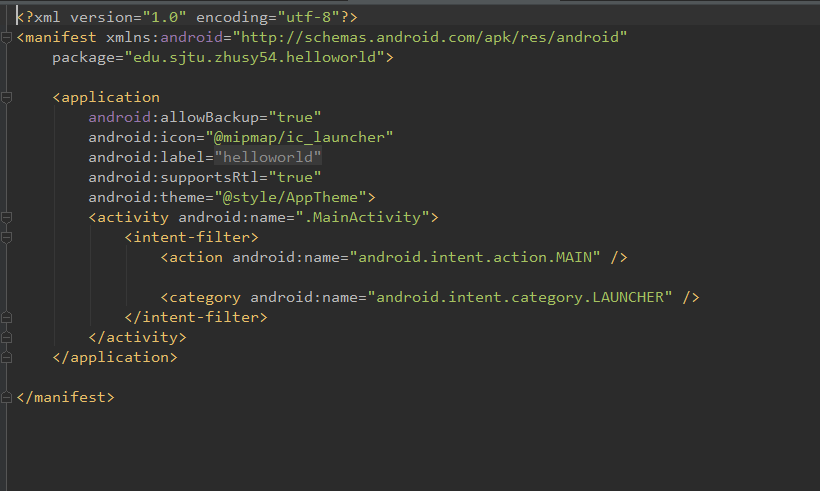 <?xml version="1.0" encoding="utf-8"?>
<manifest xmlns:android="http://schemas.android.com/apk/res/android"
    package="edu.sjtu.zhusy54.helloworld">

    <application
        android:allowBackup="true"
        android:icon="@mipmap/ic_launcher"
        android:label="helloworld"
        android:supportsRtl="true"
        android:theme="@style/AppTheme">
        <activity android:name=".MainActivity">
            <intent-filter>
                <action android:name="android.intent.action.MAIN" />

                <category android:name="android.intent.category.LAUNCHER" />
            </intent-filter>
        </activity>
    </application>

</manifest>